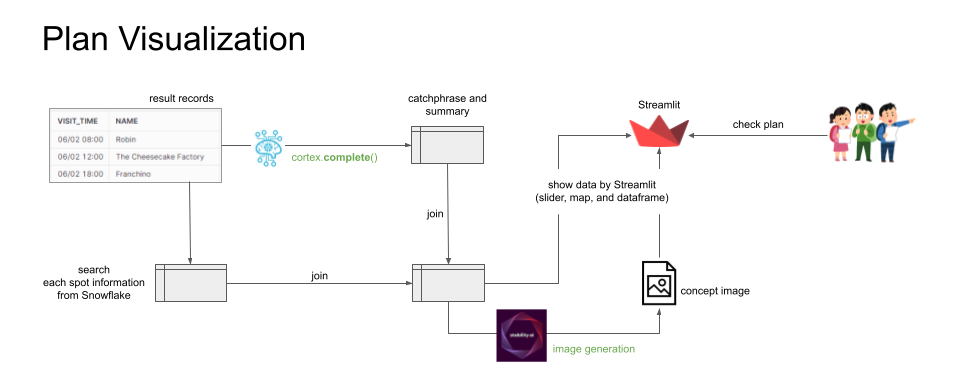 Plan Visualization
result records
VISIT_TIME NAME
06/02 08:00 Robin
06/02 12:00 The Cheesecake Factory
06/02 18:00 Franchino
cortex.complete()
catchphrase and
summary
Streamlit
check plan
show data by Streamlit
(slider, map, and dataframe)
join
search
each spot information
from Snowflake
join
concept image
stability.ai
image generation